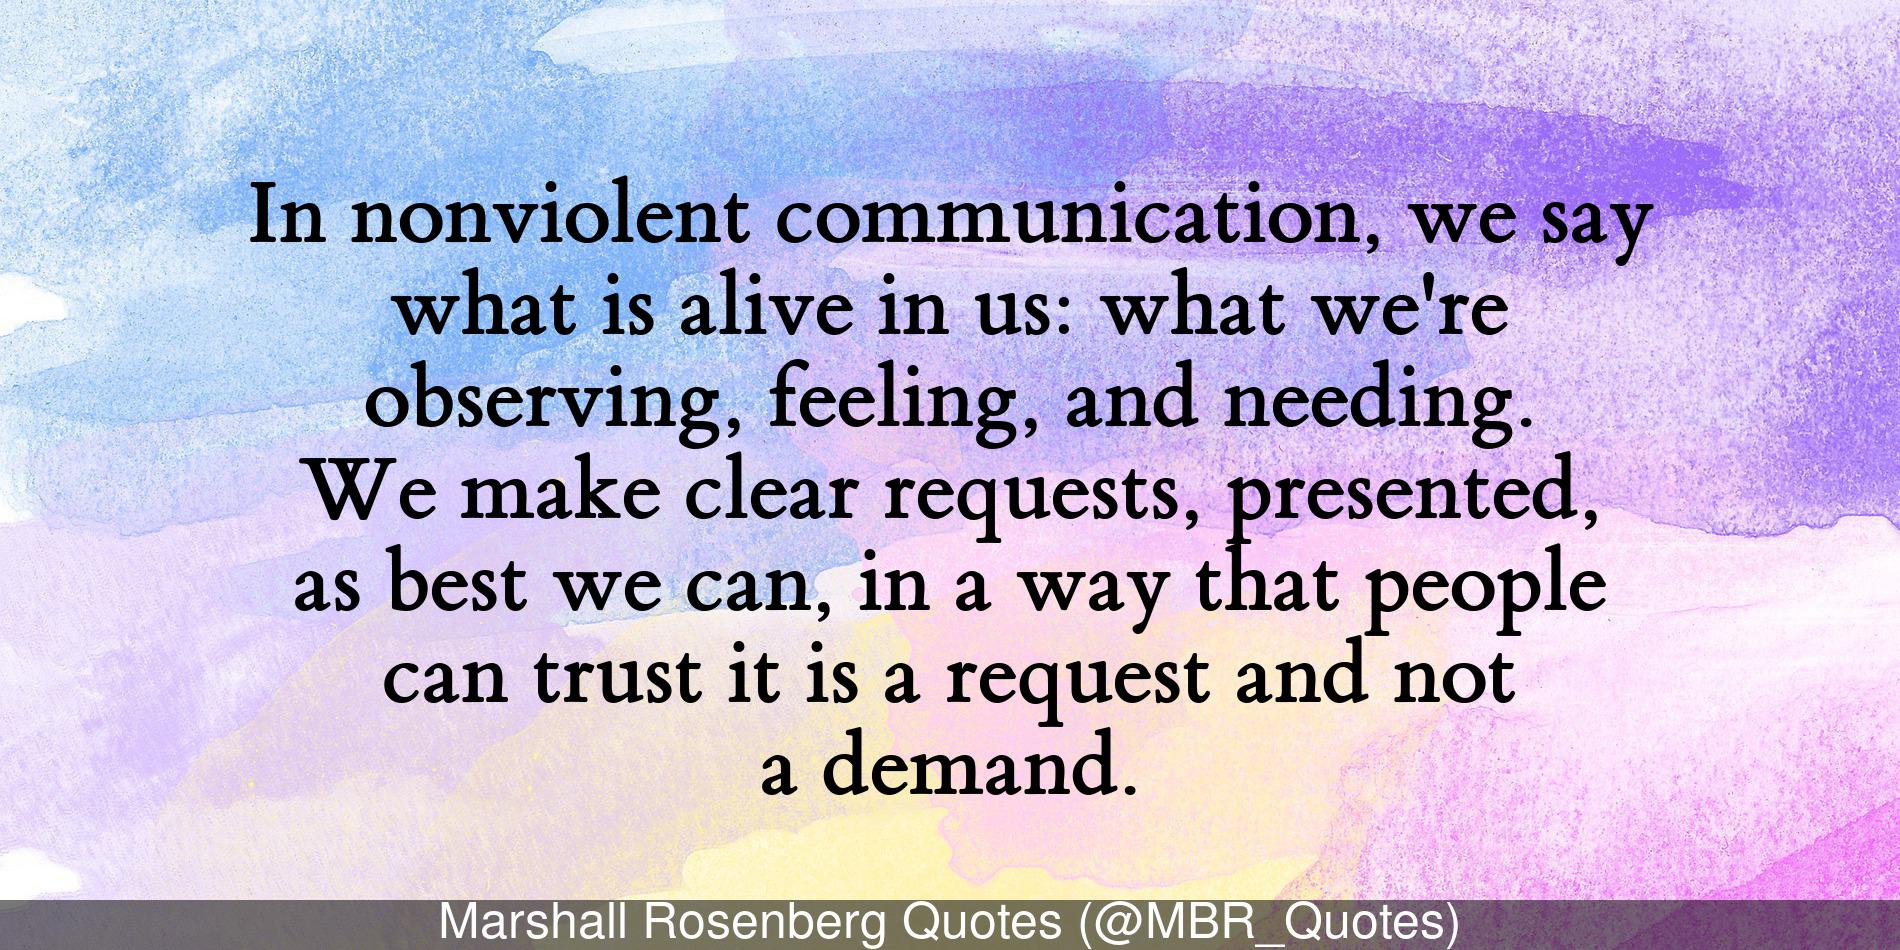 In nonviolent communication, we say
what is alive in us: what we're
observing, feeling, and needing.
We make clear requests, presented,
as best we can, in a way that people
can trust it is a request and not
a demand.
Marshall Rosenberg Quotes (@MBR_Quotes)